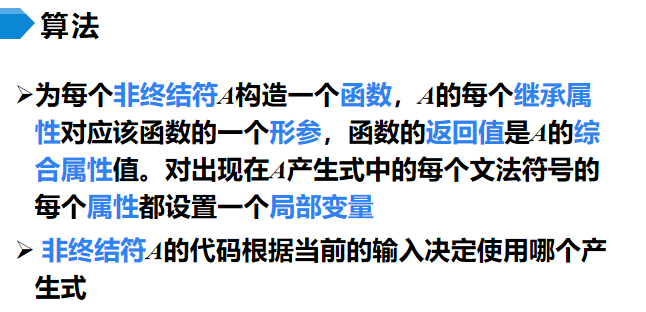 算法
➢为每个非终结符A构造一个函数，A的每个继承属
性对应该函数的一个形参，函数的返回值是A的综
合属性值。对出现在A产生式中的每个文法符号的
每个属性都设置一个局部变量
➢ 非终结符A的代码根据当前的输入决定使用哪个产
生式